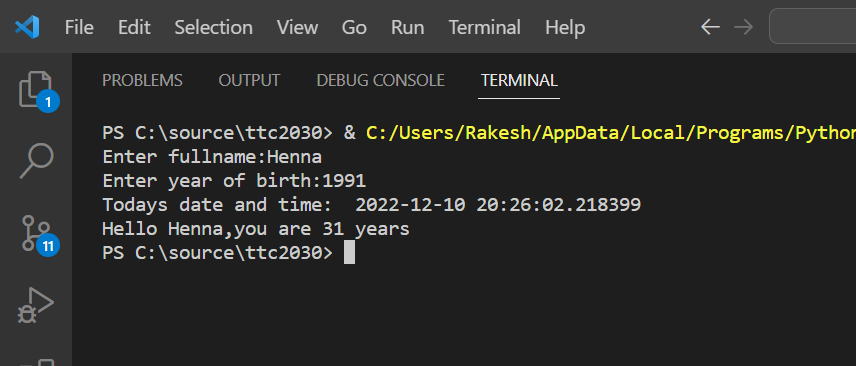 File Edit Selection View Go Run Terminal Help
PROBLEMS OUTPUT DEBUG CONSOLE TERMINAL
1
PS C:\source\ttc2030> & C:/Users/Rakesh/AppData/Local/Programs/Python
Enter fullname:Henna
Enter year of birth:1991
Todays date and time:  2022-12-10 20:26:02.218399
Hello Henna,you are 31 years
11
PS C:\source\ttc2030>